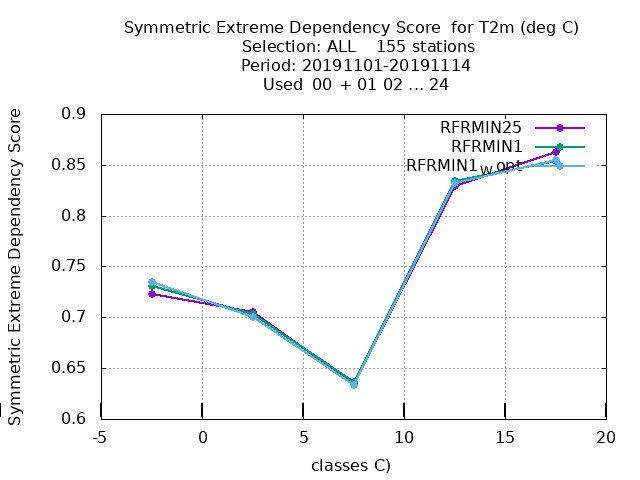 Symmetric Extreme Dependency Score for T2m (deg C)
Selection: ALL 155 stations
Period: 20191101-20191114
Used 00 + 01 02 ... 24
Symmetric Extreme Dependency Score
0.9
0.85
0.8
0.75
0.7
0.65
0.6
RFRMIN25
RFRMIN1
RFRMIN1wopt
-5 0 5 10 15 20
classes C)